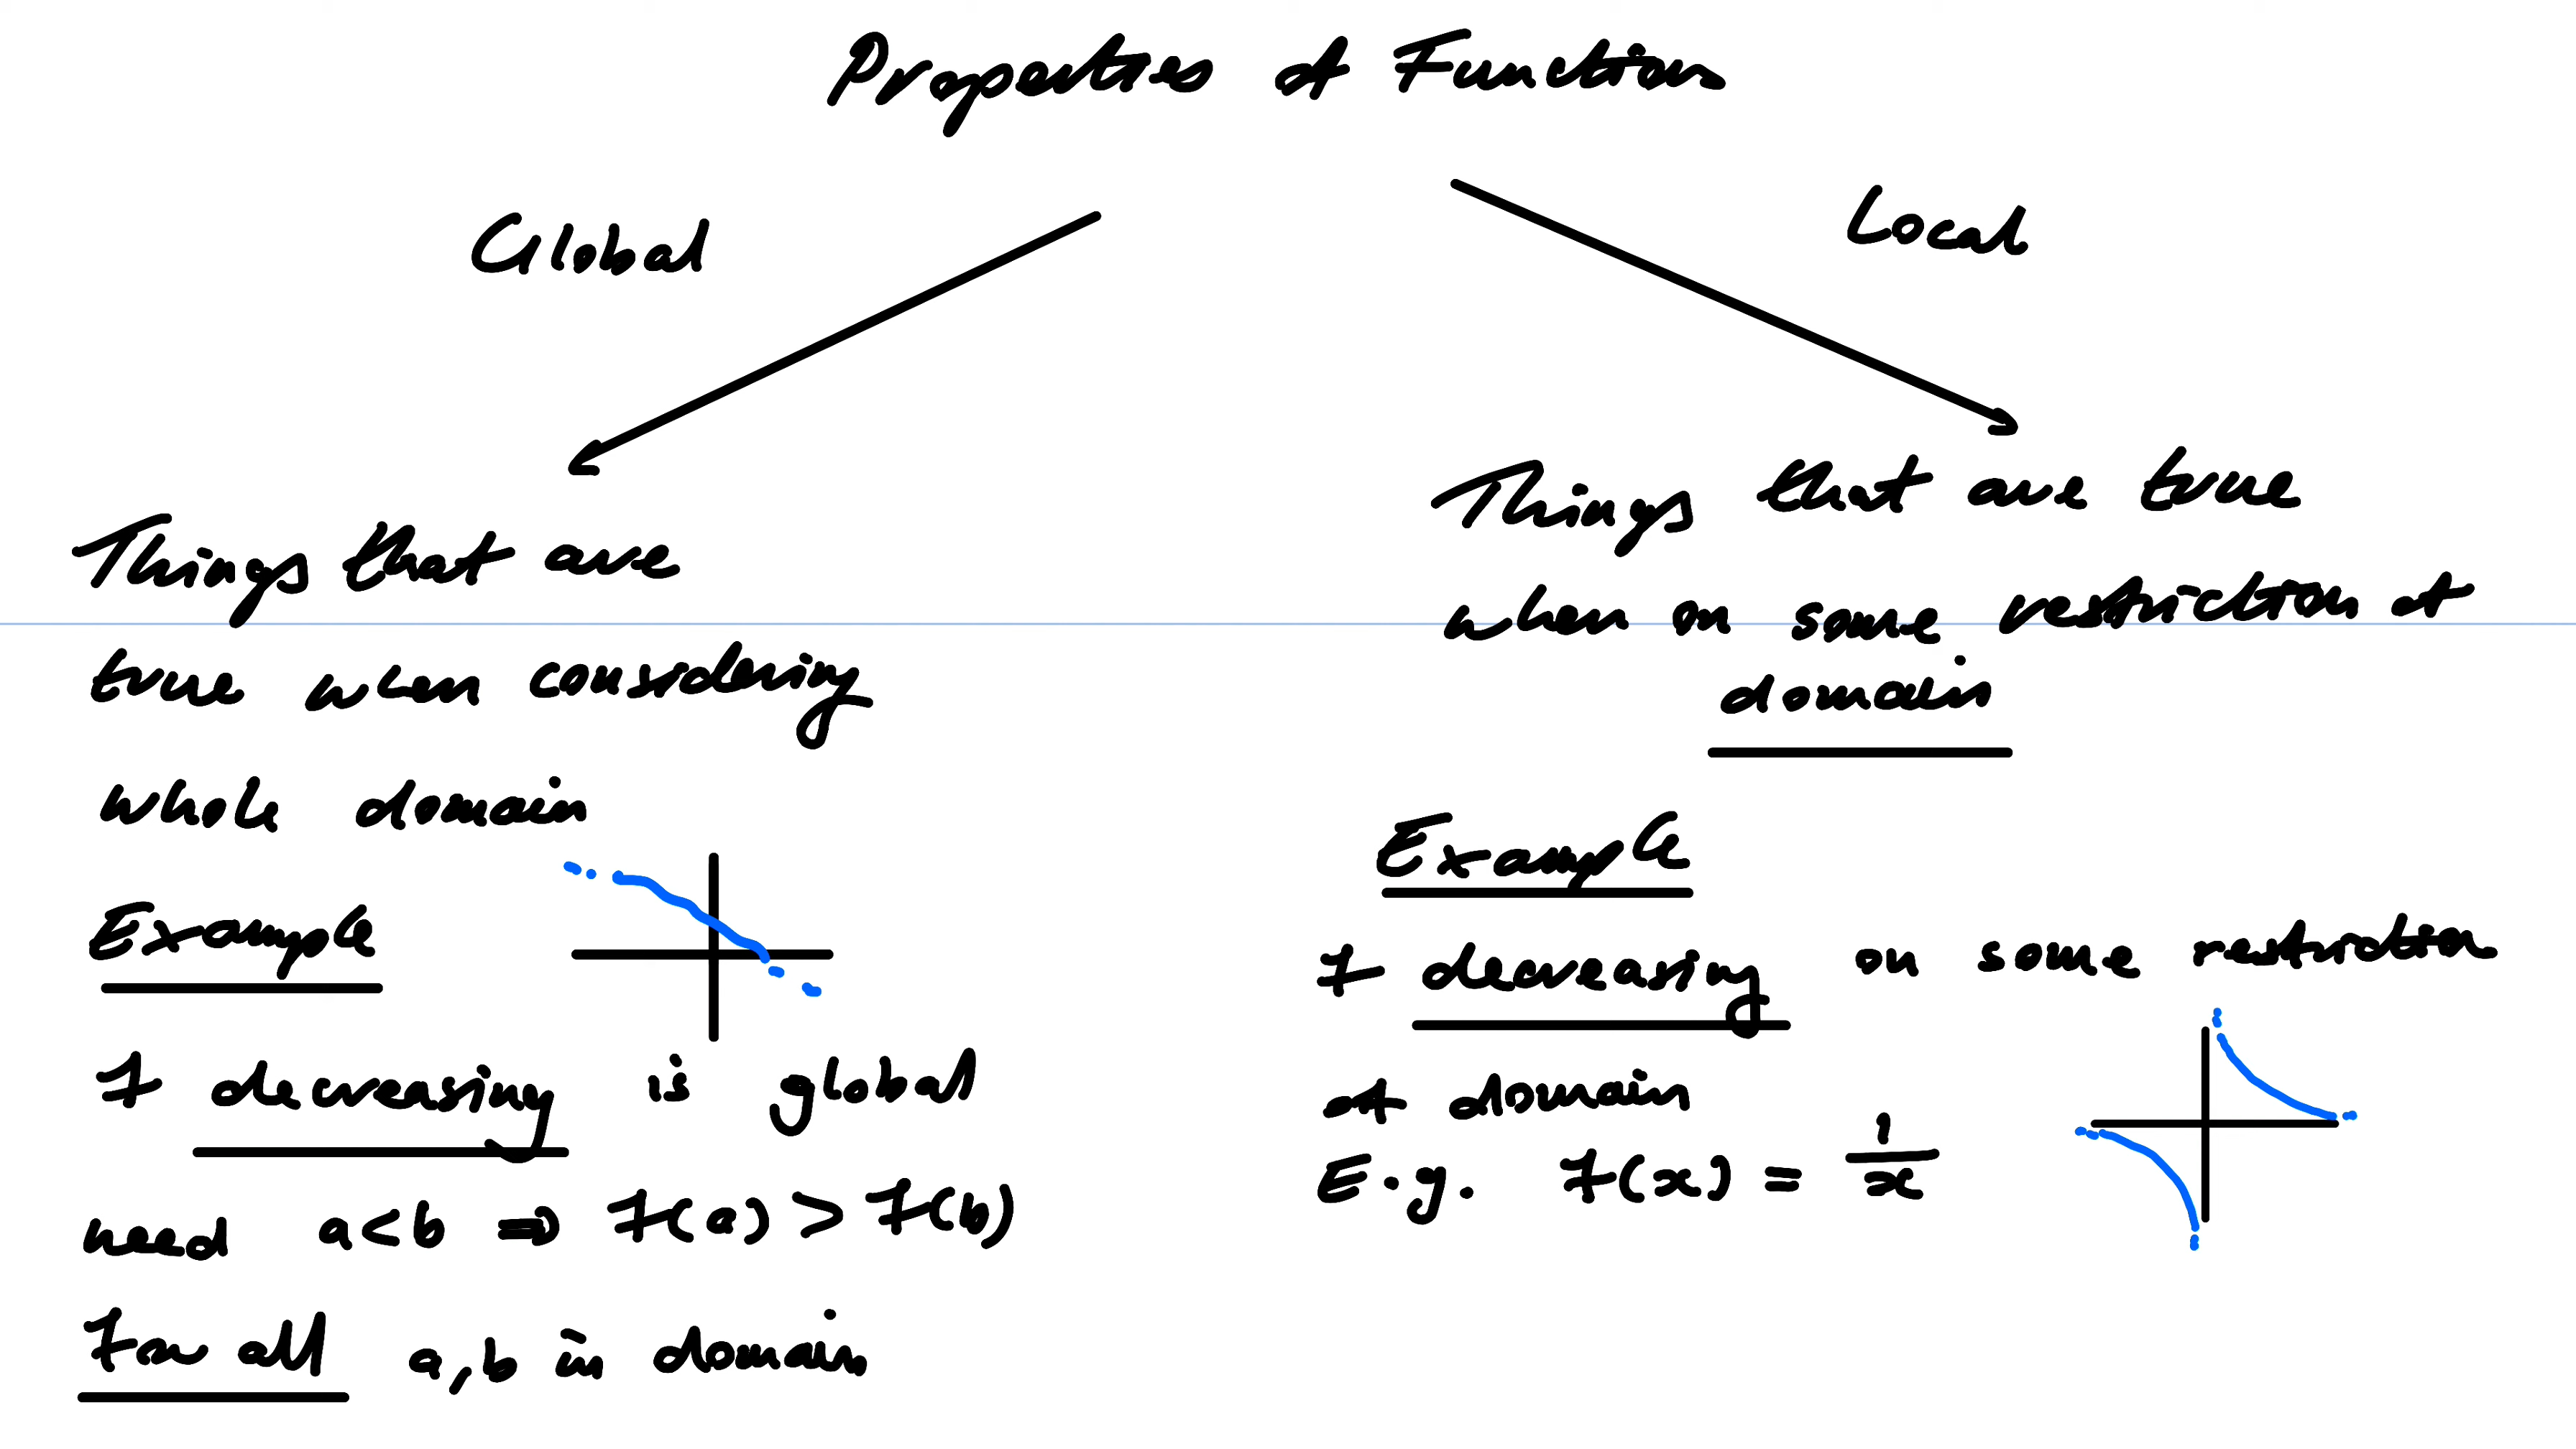 Properties of Functions
Global
Local
Things that are
true when considering
whole domain
Example
f decreasing is global
need a<b ⇒ f(a) > f(b)
For all a,b in domain
Things that are true
when on some restriction of
domain
Example
f decreasing on some restriction
of domain
E.g. f(x) = 1/x